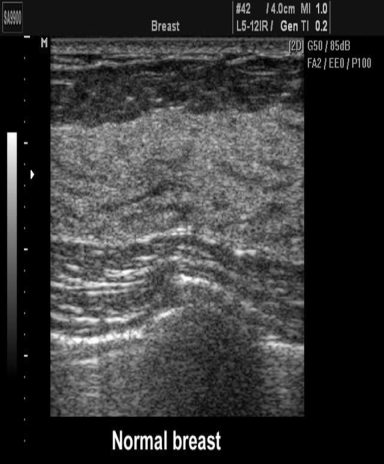 SA9900
Breast
#42 / 4.0cm MI 1.0
L5-12IR / Gen TI 0.2
M
[2D] G50 / 85dB
FA2 / EE0 / P100
Normal breast